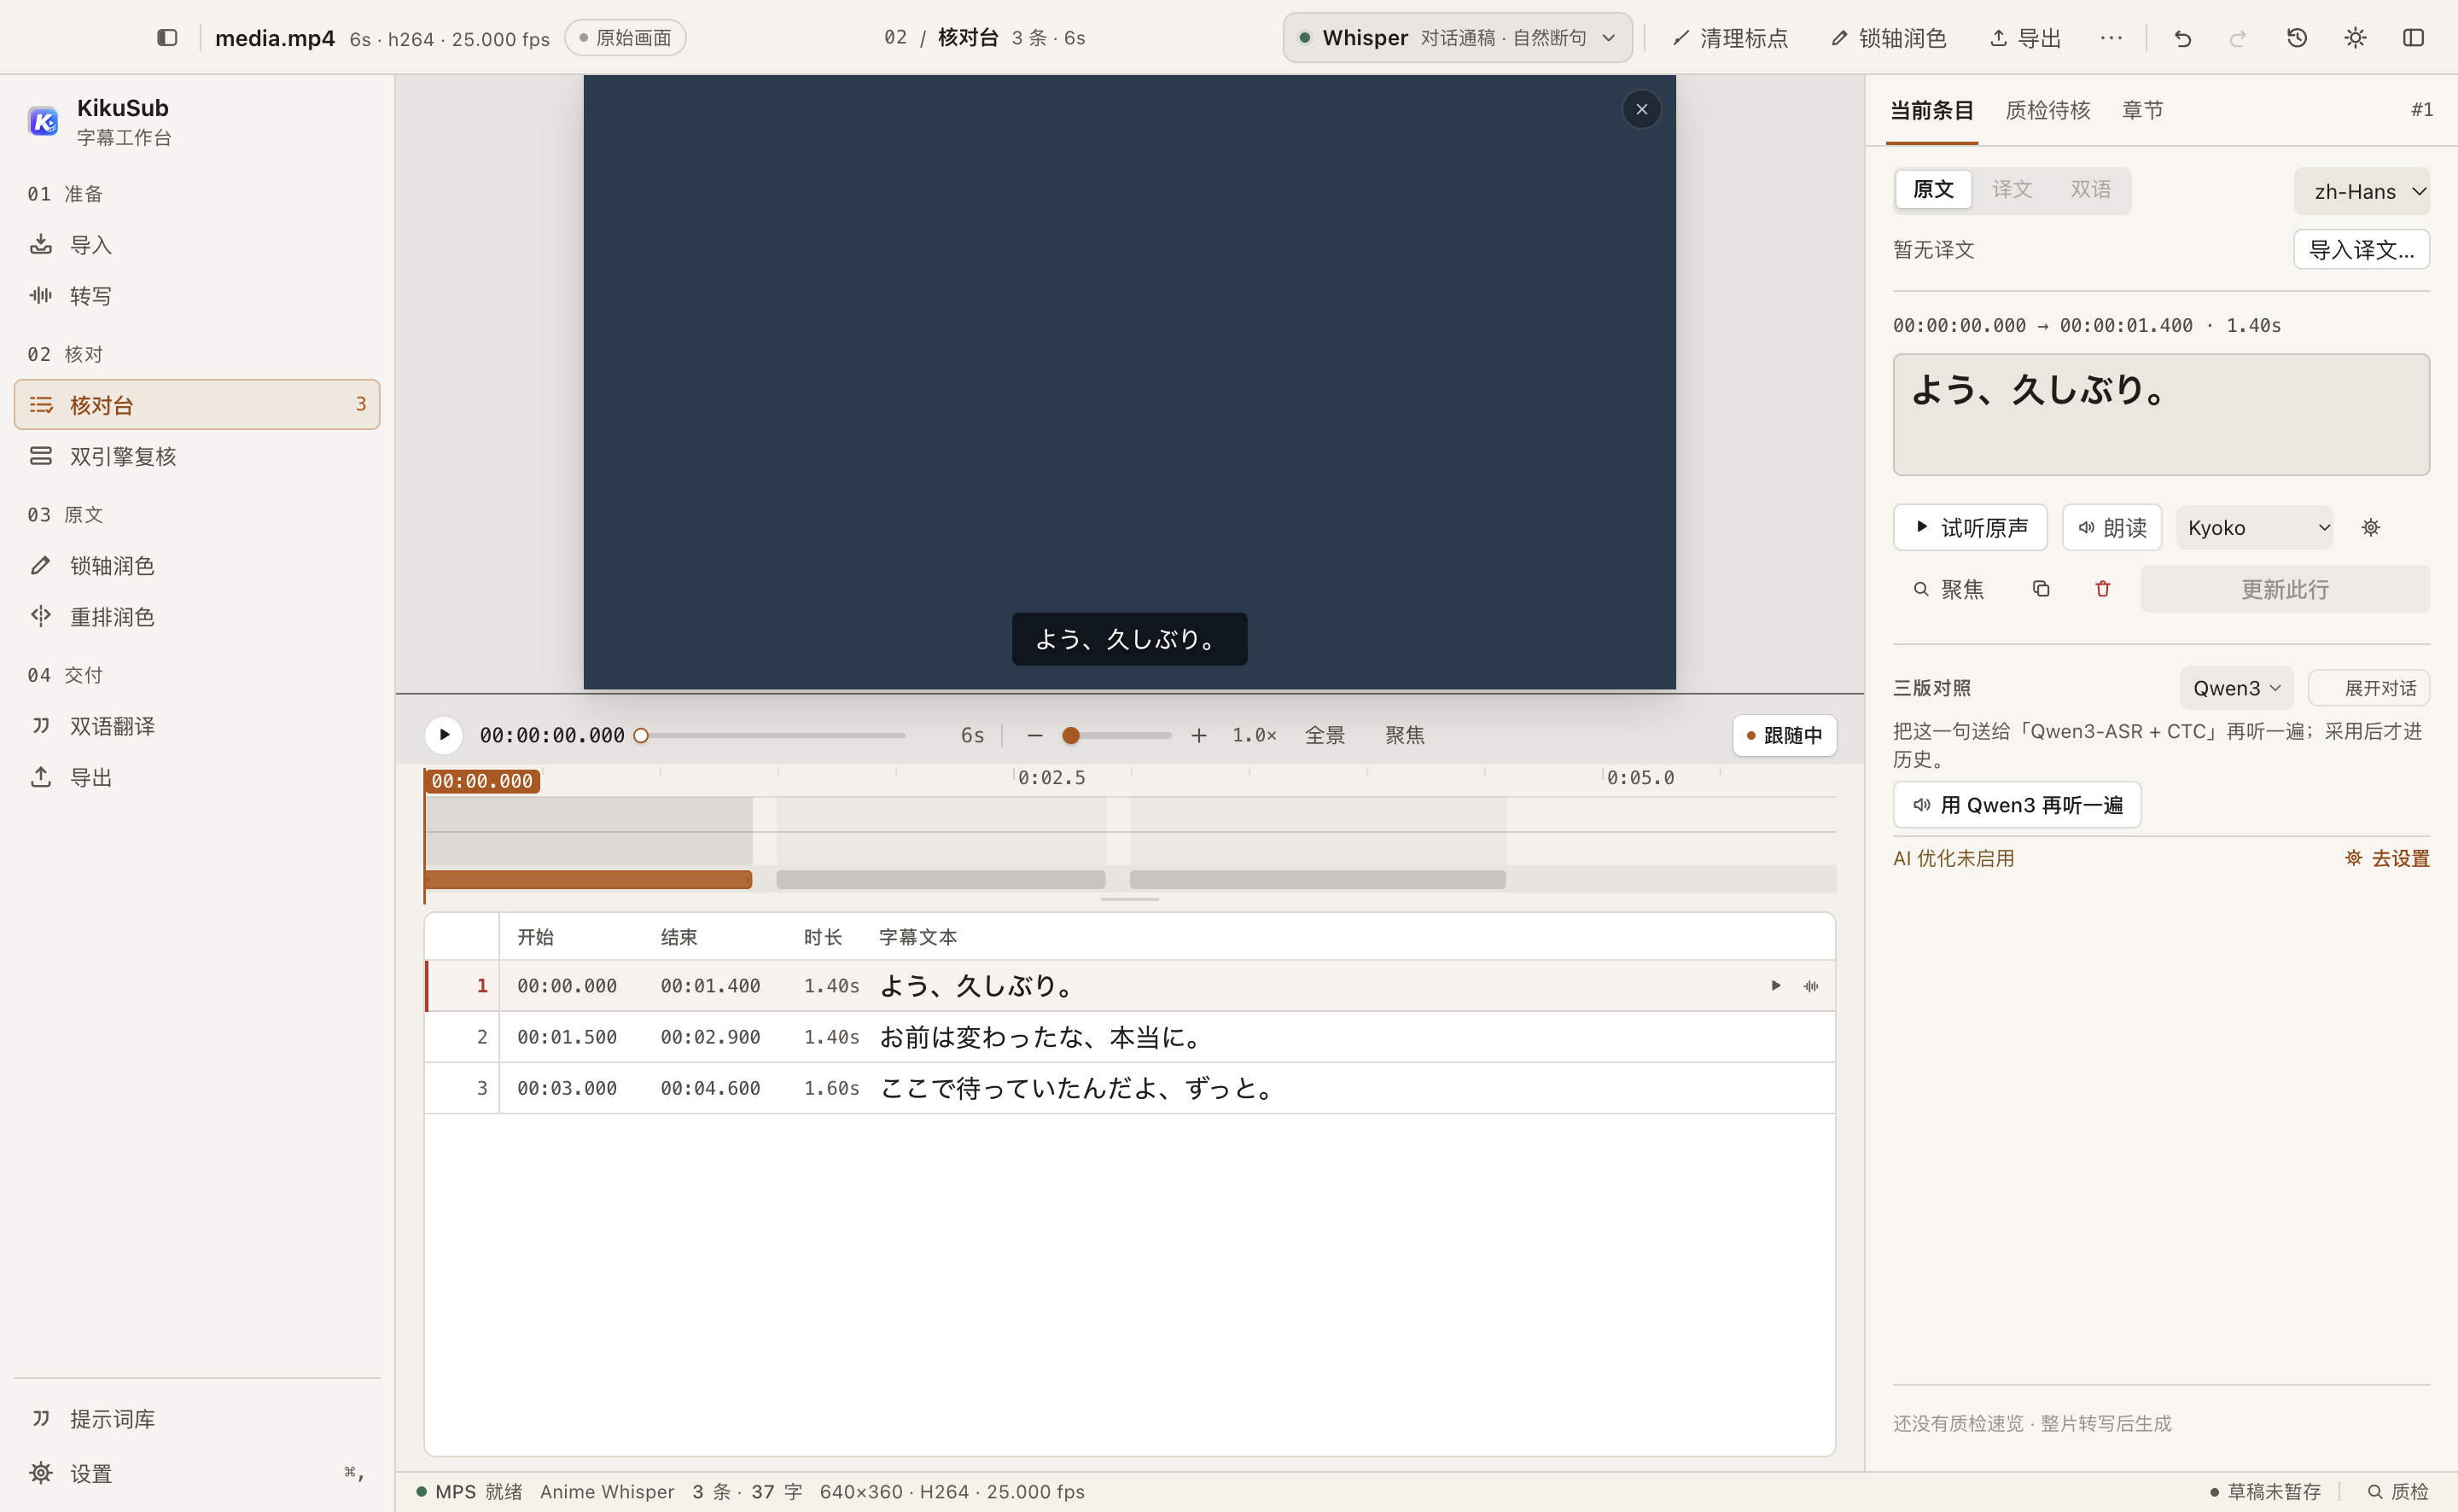 media.mp4 6s · h264 · 25.000 fps 原始画面
02 / 核对台 3 条 · 6s
Whisper 对话通稿 · 自然断句
清理标点 锁轴润色 导出 ···
KikuSub
字幕工作台
01 准备
导入
转写
02 核对
核对台 3
双引擎复核
03 原文
锁轴润色
重排润色
04 交付
双语翻译
导出
提示词库
设置 ⌘,
よう、久しぶり。
00:00:00.000 6s − + 1.0× 全景 聚焦 跟随中
00:00.000 0:02.5 0:05.0
开始 结束 时长 字幕文本
1 00:00.000 00:01.400 1.40s よう、久しぶり。
2 00:01.500 00:02.900 1.40s お前は変わったな、本当に。
3 00:03.000 00:04.600 1.60s ここで待っていたんだよ、ずっと。
当前条目 质检待核 章节 #1
原文 译文 双语 zh-Hans
暂无译文 导入译文...
00:00:00.000 → 00:00:01.400 · 1.40s
よう、久しぶり。
试听原声 朗读 Kyoko
聚焦 更新此行
三版对照 Qwen3 展开对话
把这一句送给「Qwen3-ASR + CTC」再听一遍；采用后才进
历史。
用 Qwen3 再听一遍
AI 优化未启用 去设置
还没有质检速览 · 整片转写后生成
MPS 就绪 Anime Whisper 3 条 · 37 字 640×360 · H264 · 25.000 fps
草稿未暂存 质检